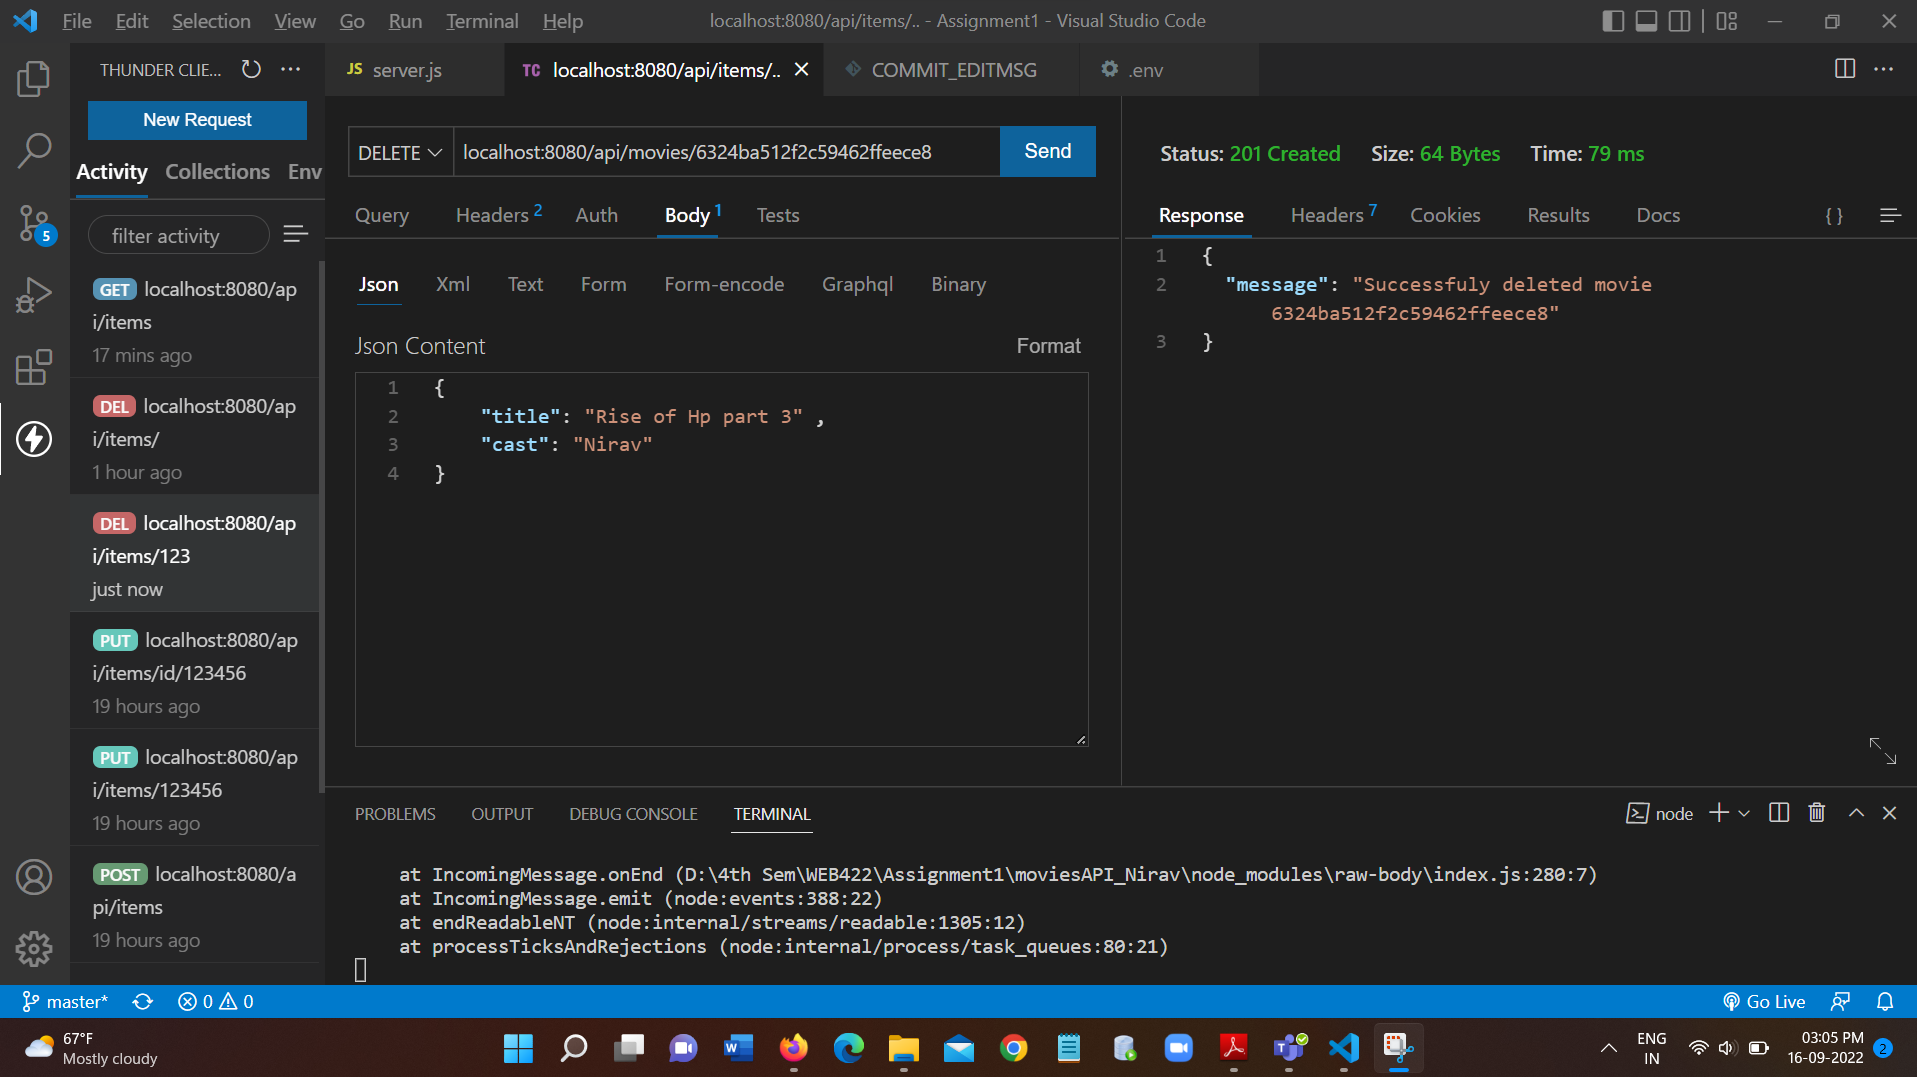 File Edit Selection View Go Run Terminal Help
localhost:8080/api/items/.. - Assignment1 - Visual Studio Code
THUNDER CLIE...
JS server.js
TC localhost:8080/api/items/..
COMMIT_EDITMSG
.env
New Request
Activity Collections Env
filter activity
5
GET localhost:8080/ap
i/items
17 mins ago
DEL localhost:8080/ap
i/items/
1 hour ago
DEL localhost:8080/ap
i/items/123
just now
PUT localhost:8080/ap
i/items/id/123456
19 hours ago
PUT localhost:8080/ap
i/items/123456
19 hours ago
POST localhost:8080/a
pi/items
19 hours ago
DELETE localhost:8080/api/movies/6324ba512f2c59462ffeece8 Send
Query Headers 2 Auth Body 1 Tests
Json Xml Text Form Form-encode Graphql Binary
Json Content Format
1 {
2 "title": "Rise of Hp part 3" ,
3 "cast": "Nirav"
4 }
Status: 201 Created Size: 64 Bytes Time: 79 ms
Response Headers 7 Cookies Results Docs { }
1 {
2 "message": "Successfuly deleted movie
6324ba512f2c59462ffeece8"
3 }
PROBLEMS OUTPUT DEBUG CONSOLE TERMINAL
node
at IncomingMessage.onEnd (D:\4th Sem\WEB422\Assignment1\moviesAPI_Nirav\node_modules\raw-body\index.js:280:7)
at IncomingMessage.emit (node:events:388:22)
at endReadableNT (node:internal/streams/readable:1305:12)
at processTicksAndRejections (node:internal/process/task_queues:80:21)
master* 0 0
Go Live
67°F
Mostly cloudy
ENG
IN
03:05 PM
16-09-2022
2